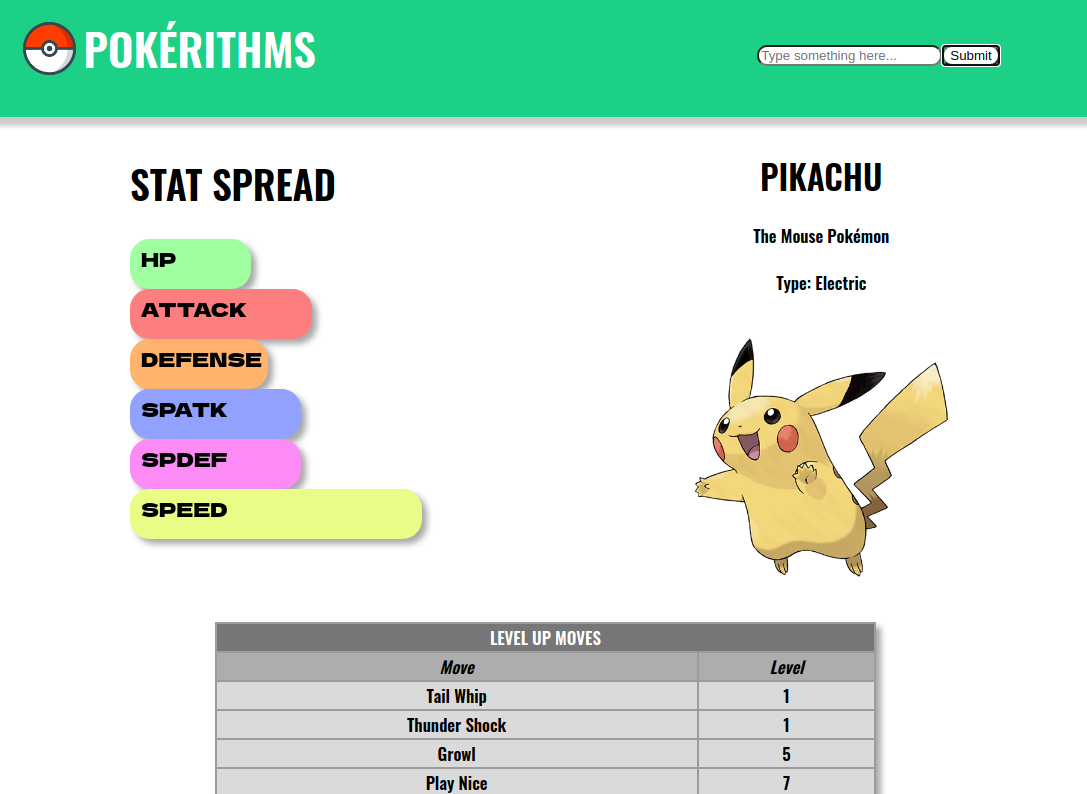 POKÉRITHMS
Type something here...
Submit
STAT SPREAD
HP
ATTACK
DEFENSE
SPATK
SPDEF
SPEED
PIKACHU
The Mouse Pokémon
Type: Electric
LEVEL UP MOVES
Move Level
Tail Whip 1
Thunder Shock 1
Growl 5
Play Nice 7